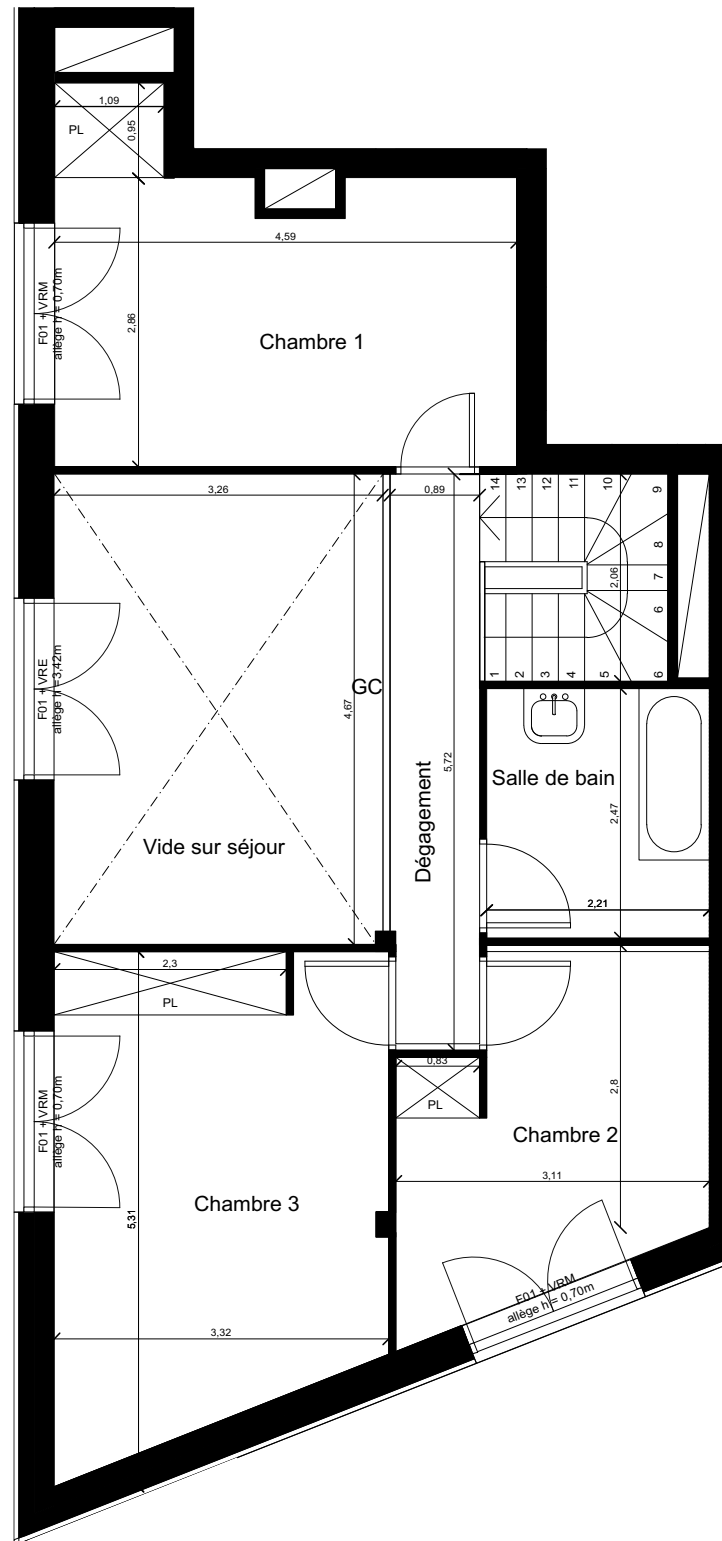 1,09
PL
0,95
4,59
F01 + VRM
allège h = 0,70m
2,86
Chambre 1
3,26
0,89
14
13
12
11
10
9
8
7
6
2,06
1
2
3
4
5
6
F01 + VRE
allège h =3,42m
GC
4,67
5,72
Dégagement
Salle de bain
2,47
Vide sur séjour
2,21
2,3
PL
F01 + VRM
allège h = 0,70m
0,83
PL
2,8
Chambre 2
3,11
Chambre 3
5,31
F01 + VRM
allège h = 0,70m
3,32